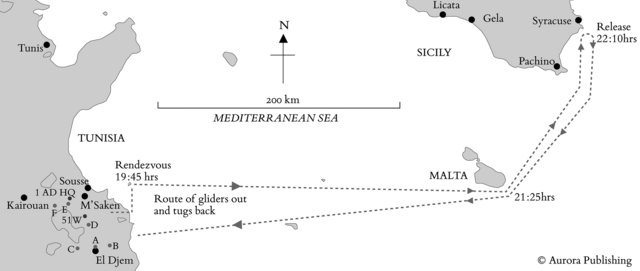 Licata
Gela
Syracuse
Release
22:10hrs
N
Tunis
SICILY
Pachino
200 km
MEDITERRANEAN SEA
TUNISIA
Rendezvous
19:45 hrs
MALTA
Sousse
1 AD HQ
M'Saken
Kairouan
E
F
51W
D
Route of gliders out
and tugs back
21:25hrs
A
B
C
El Djem
© Aurora Publishing